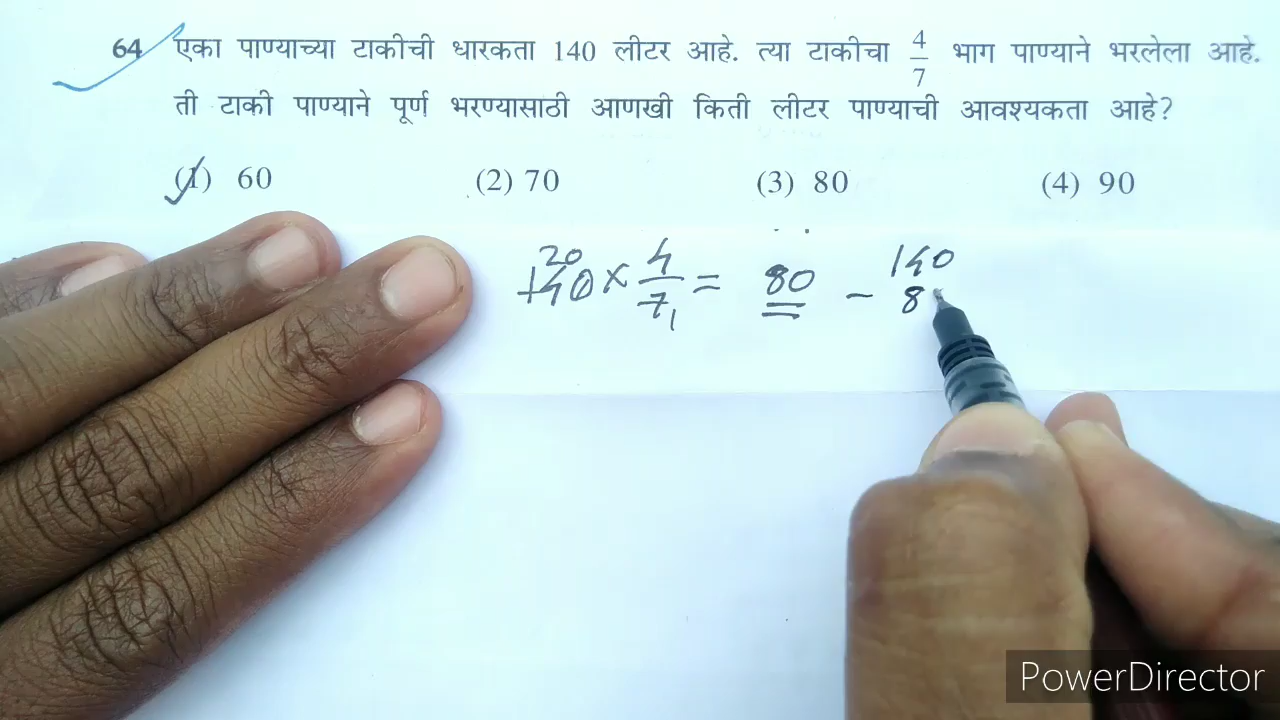 64 एका पाण्याच्या टाकीची धारकता 140 लीटर आहे. त्या टाकीचा 4/7 भाग पाण्याने भरलेला आहे.
ती टाकी पाण्याने पूर्ण भरण्यासाठी आणखी किती लीटर पाण्याची आवश्यकता आहे?
(1) 60 (2) 70 (3) 80 (4) 90
20
140 × 4/7 = 80 - 140
1
8
PowerDirector